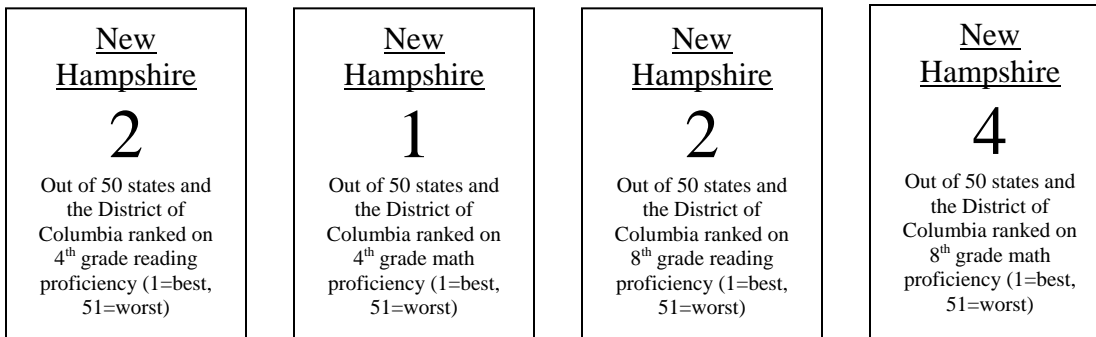 New
Hampshire
2
Out of 50 states and
the District of
Columbia ranked on
4th grade reading
proficiency (1=best,
51=worst)
New
Hampshire
1
Out of 50 states and
the District of
Columbia ranked on
4th grade math
proficiency (1=best,
51=worst)
New
Hampshire
2
Out of 50 states and
the District of
Columbia ranked on
8th grade reading
proficiency (1=best,
51=worst)
New
Hampshire
4
Out of 50 states and
the District of
Columbia ranked on
8th grade math
proficiency (1=best,
51=worst)